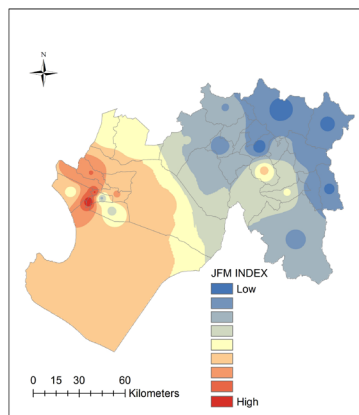 N
JFM INDEX
Low
High
0 15 30 60
Kilometers